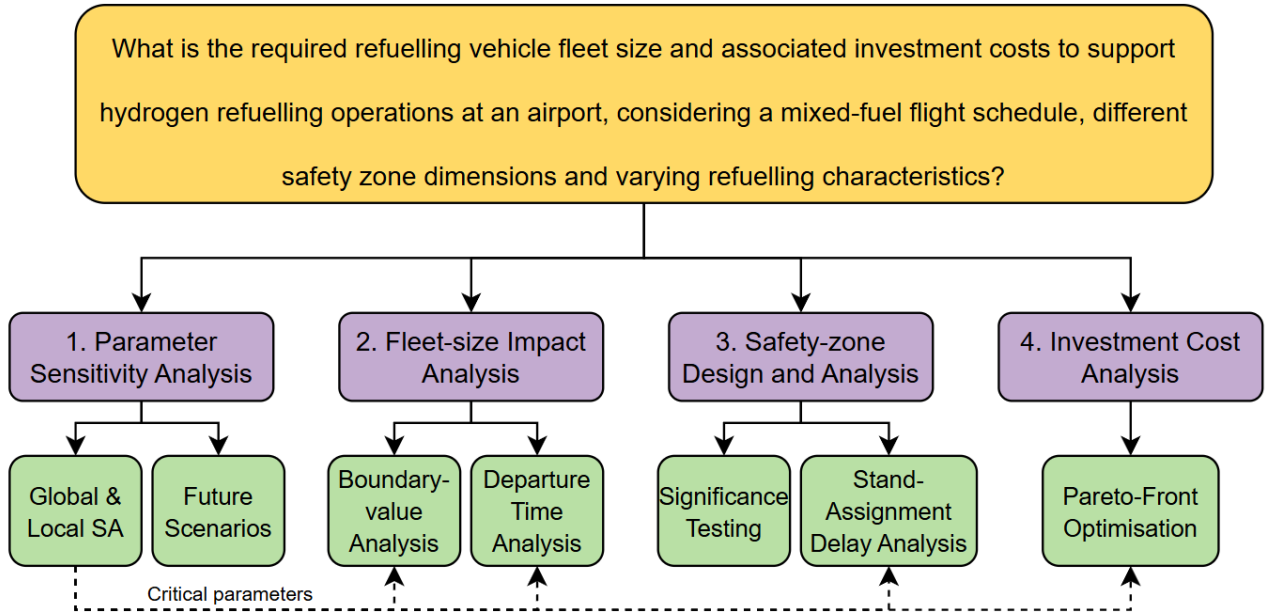 What is the required refuelling vehicle fleet size and associated investment costs to support
hydrogen refuelling operations at an airport, considering a mixed-fuel flight schedule, different
safety zone dimensions and varying refuelling characteristics?
1. Parameter
Sensitivity Analysis
2. Fleet-size Impact
Analysis
3. Safety-zone
Design and Analysis
4. Investment Cost
Analysis
Global &
Local SA
Future
Scenarios
Boundary-
value
Analysis
Departure
Time
Analysis
Significance
Testing
Stand-
Assignment
Delay Analysis
Pareto-Front
Optimisation
Critical parameters